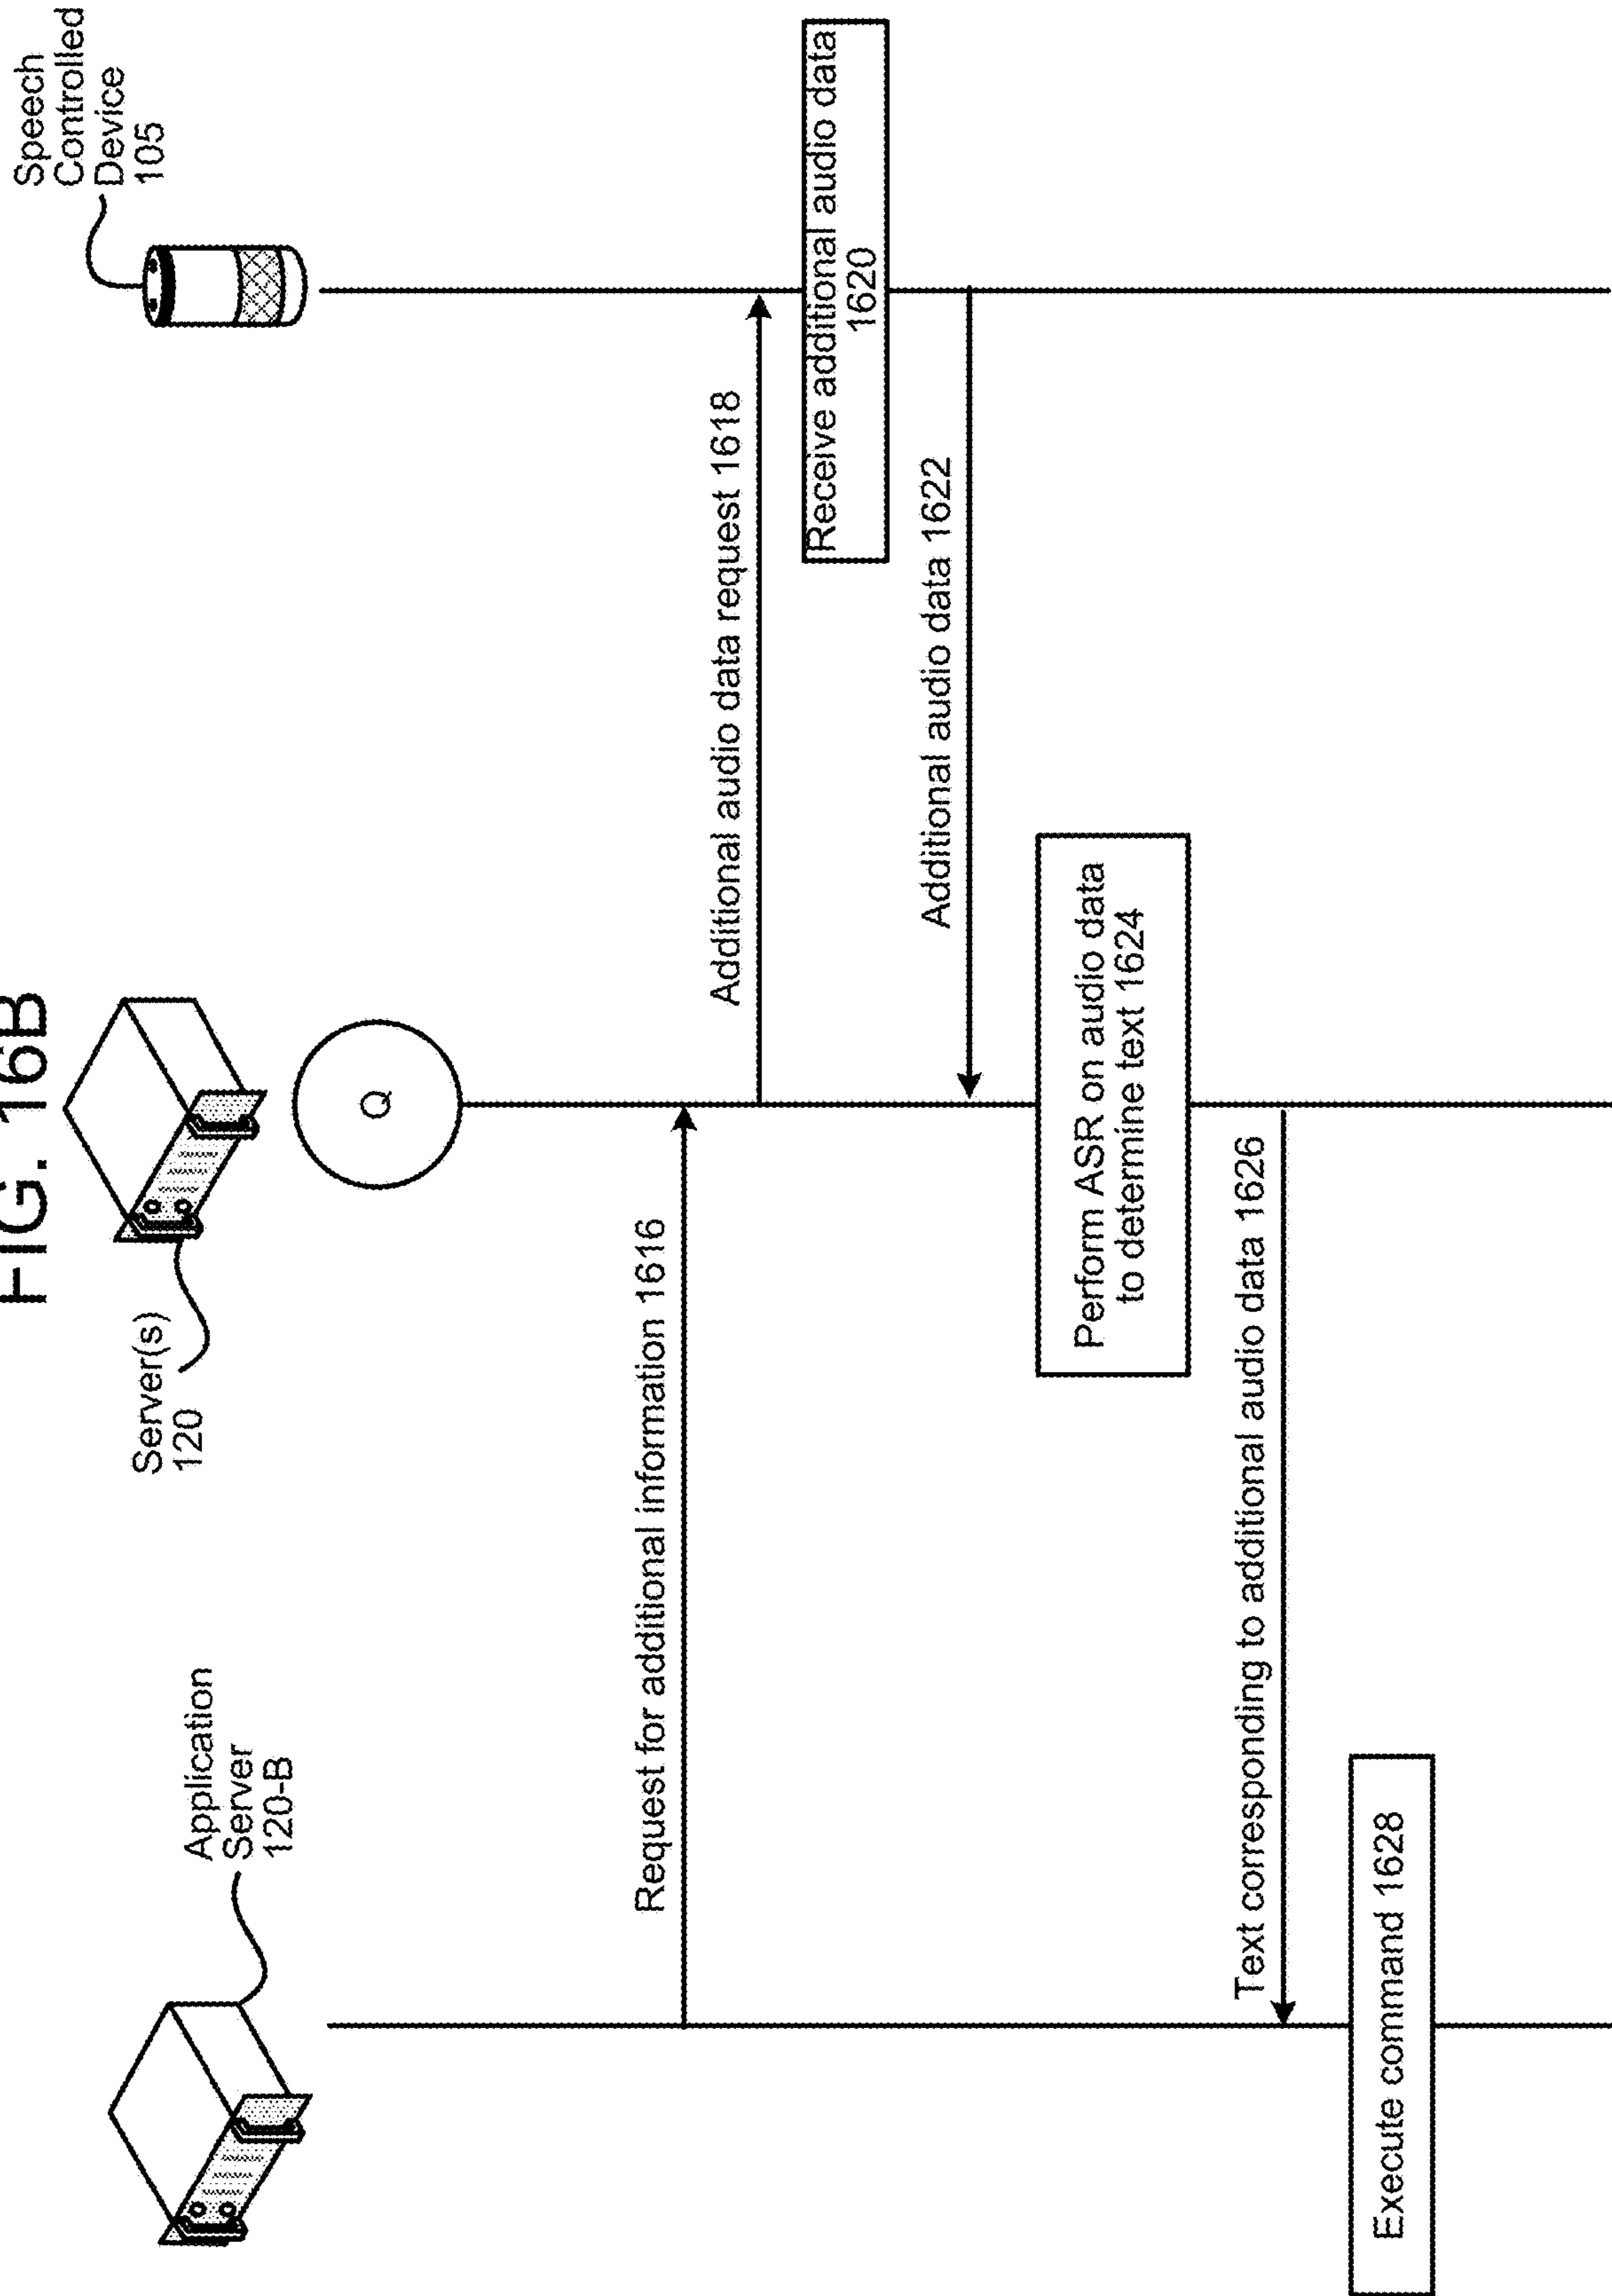 FIG. 16B
Application
Server
120-B
Server(s)
120
Speech
Controlled
Device
105
Q
Request for additional information 1616
Additional audio data request 1618
Receive additional audio data
1620
Additional audio data 1622
Perform ASR on audio data
to determine text 1624
Text corresponding to additional audio data 1626
Execute command 1628